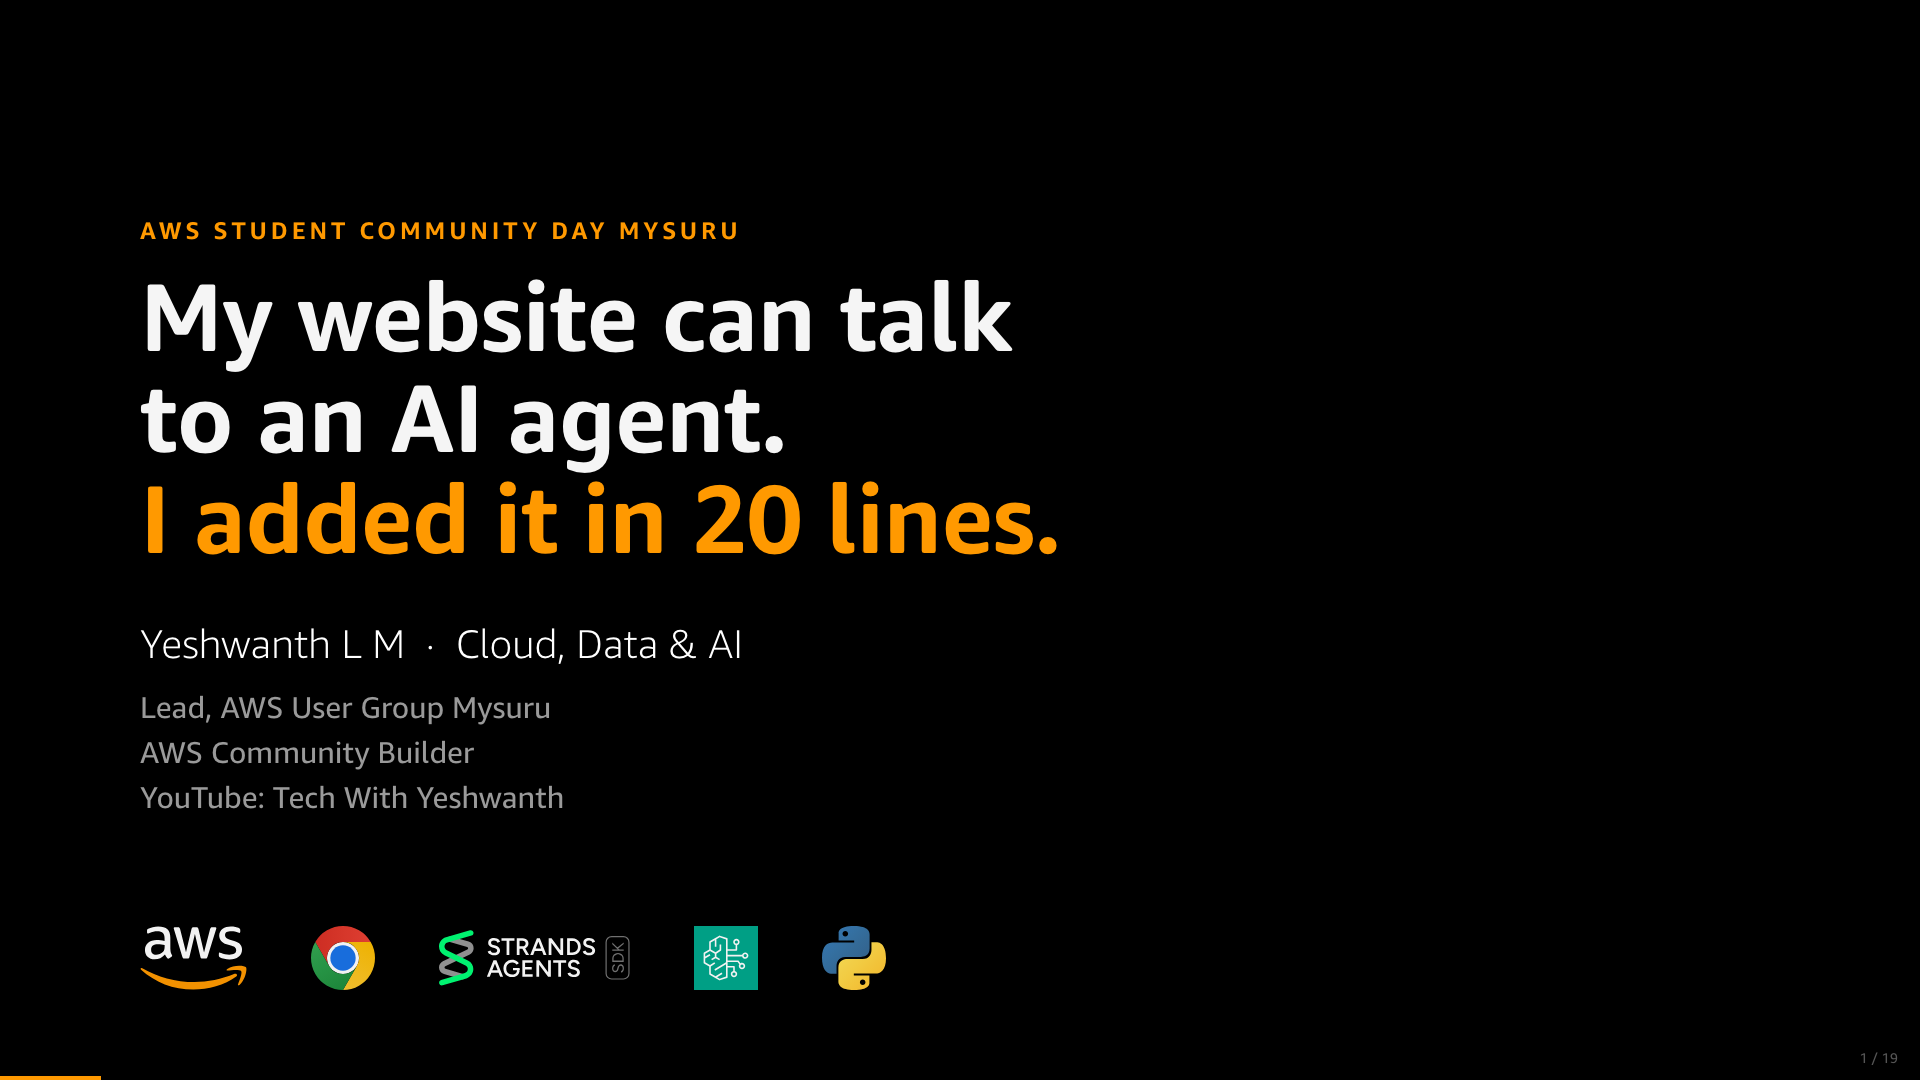 AWS STUDENT COMMUNITY DAY MYSURU
My website can talk
to an AI agent.
I added it in 20 lines.
Yeshwanth L M · Cloud, Data & AI
Lead, AWS User Group Mysuru
AWS Community Builder
YouTube: Tech With Yeshwanth
aws
STRANDS
AGENTS
SDK
1 / 19